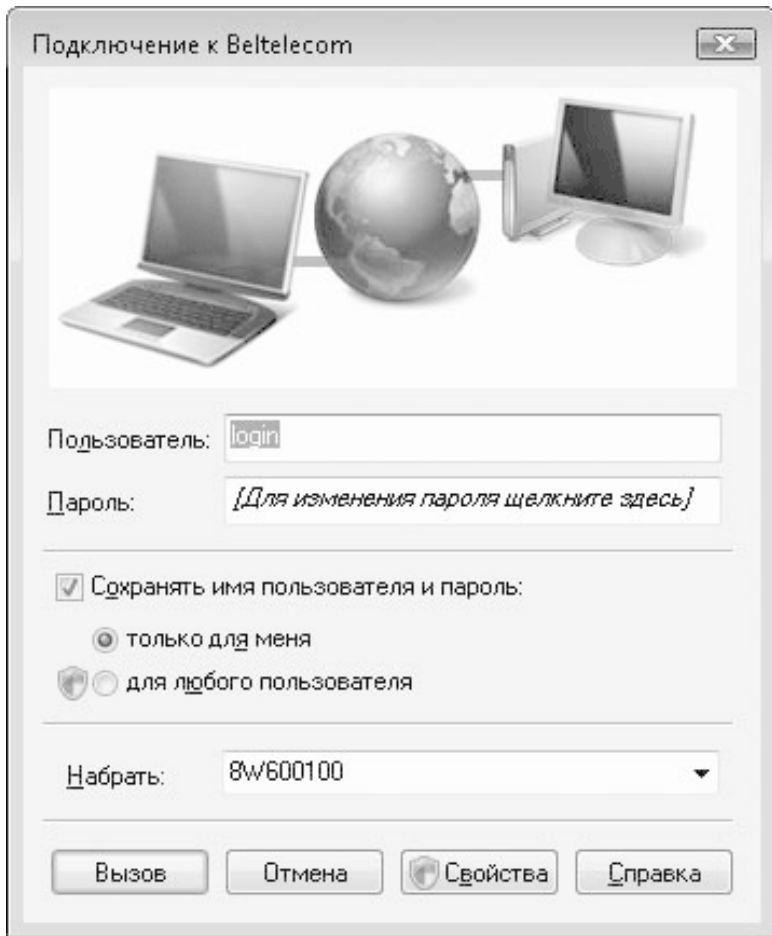 Подключение к Beltelecom
Пользователь: login
Пароль: [Для изменения пароля щелкните здесь]
Сохранять имя пользователя и пароль:
только для меня
для любого пользователя
Набрать: 8W600100
Вызов Отмена Свойства Справка